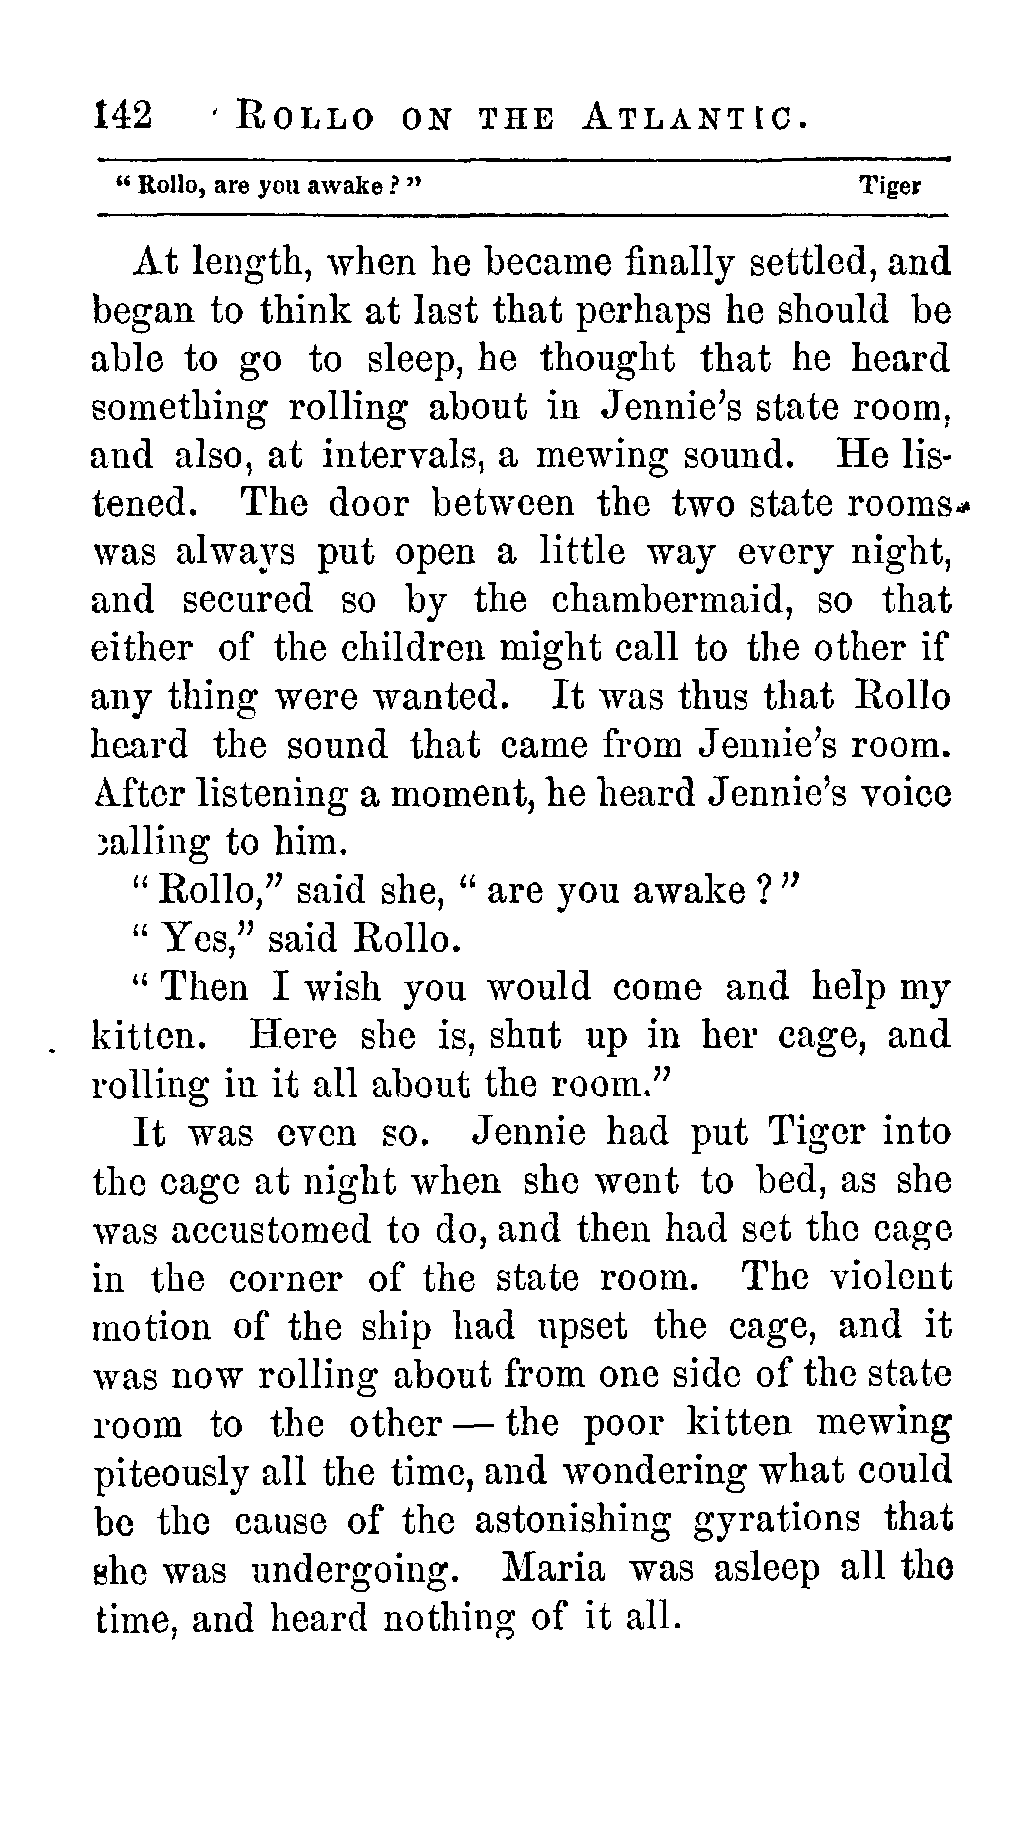 142 ROLLO ON THE ATLANTIC.
“Rollo, are you awake?” Tiger
At length, when he became finally settled, and
began to think at last that perhaps he should be
able to go to sleep, he thought that he heard
something rolling about in Jennie’s state room,
and also, at intervals, a mewing sound. He lis-
tened. The door between the two state rooms
was always put open a little way every night,
and secured so by the chambermaid, so that
either of the children might call to the other if
any thing were wanted. It was thus that Rollo
heard the sound that came from Jennie’s room.
After listening a moment, he heard Jennie’s voice
calling to him.
“Rollo,” said she, “are you awake?”
“Yes,” said Rollo.
“Then I wish you would come and help my
kitten. Here she is, shut up in her cage, and
rolling in it all about the room.”
It was even so. Jennie had put Tiger into
the cage at night when she went to bed, as she
was accustomed to do, and then had set the cage
in the corner of the state room. The violent
motion of the ship had upset the cage, and it
was now rolling about from one side of the state
room to the other — the poor kitten mewing
piteously all the time, and wondering what could
be the cause of the astonishing gyrations that
she was undergoing. Maria was asleep all the
time, and heard nothing of it all.